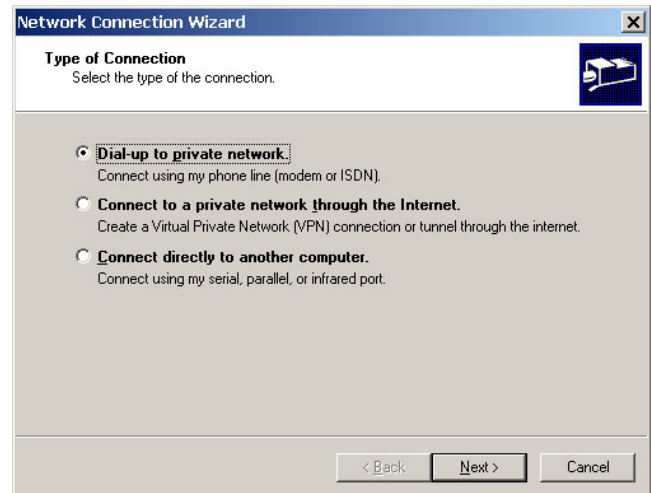 Network Connection Wizard
Type of Connection
Select the type of the connection.
Dial-up to private network.
Connect using my phone line (modem or ISDN).
Connect to a private network through the Internet.
Create a Virtual Private Network (VPN) connection or tunnel through the internet.
Connect directly to another computer.
Connect using my serial, parallel, or infrared port.
< Back Next > Cancel